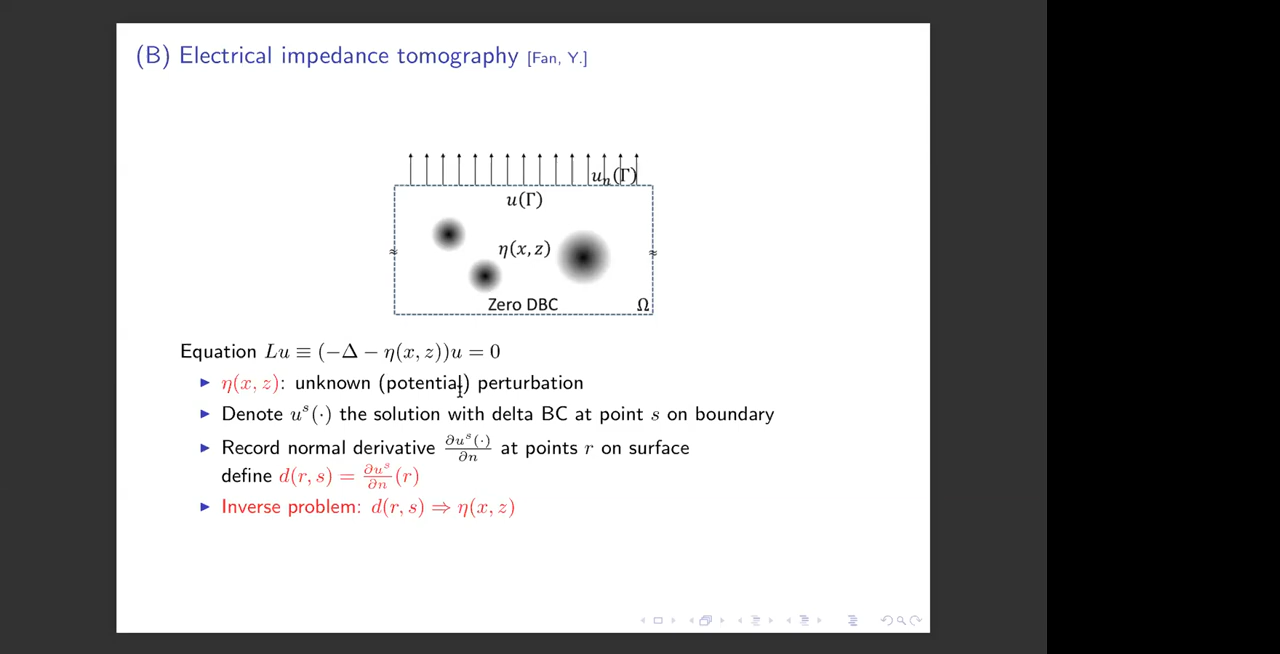 (B) Electrical impedance tomography [Fan, Y.]
uₙ(Γ)
u(Γ)
η(x, z)
≈ ≈
Zero DBC Ω
Equation Lu ≡ (−Δ − η(x, z))u = 0
▶ η(x, z): unknown (potential) perturbation
▶ Denote uˢ(·) the solution with delta BC at point s on boundary
▶ Record normal derivative ∂uˢ(·)/∂n at points r on surface
define d(r, s) = ∂uˢ/∂n (r)
▶ Inverse problem: d(r, s) ⇒ η(x, z)